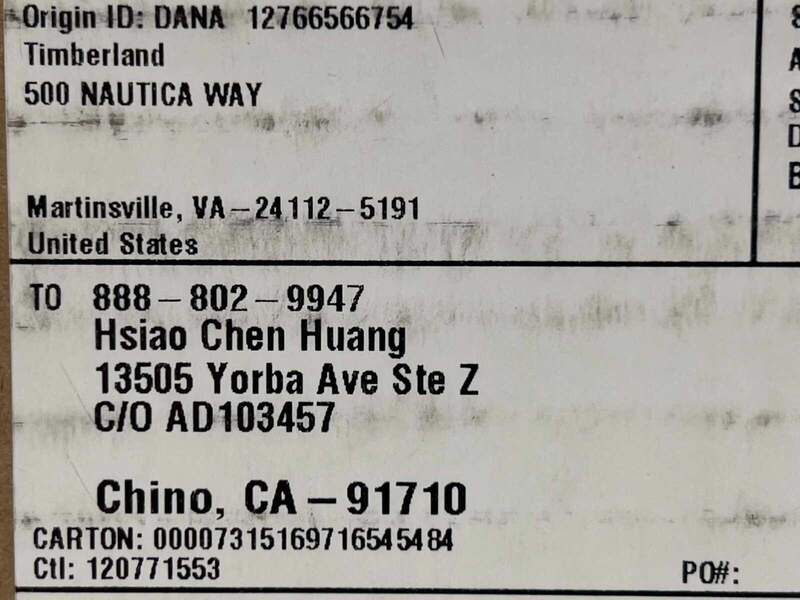 Origin ID: DANA 12766566754
Timberland
500 NAUTICA WAY
Martinsville, VA-24112-5191
United States
8
A
S
D
B
TO 888-802-9947
Hsiao Chen Huang
13505 Yorba Ave Ste Z
C/O AD103457
Chino, CA-91710
CARTON: 00007315169716545484
Ctl: 120771553
PO#: